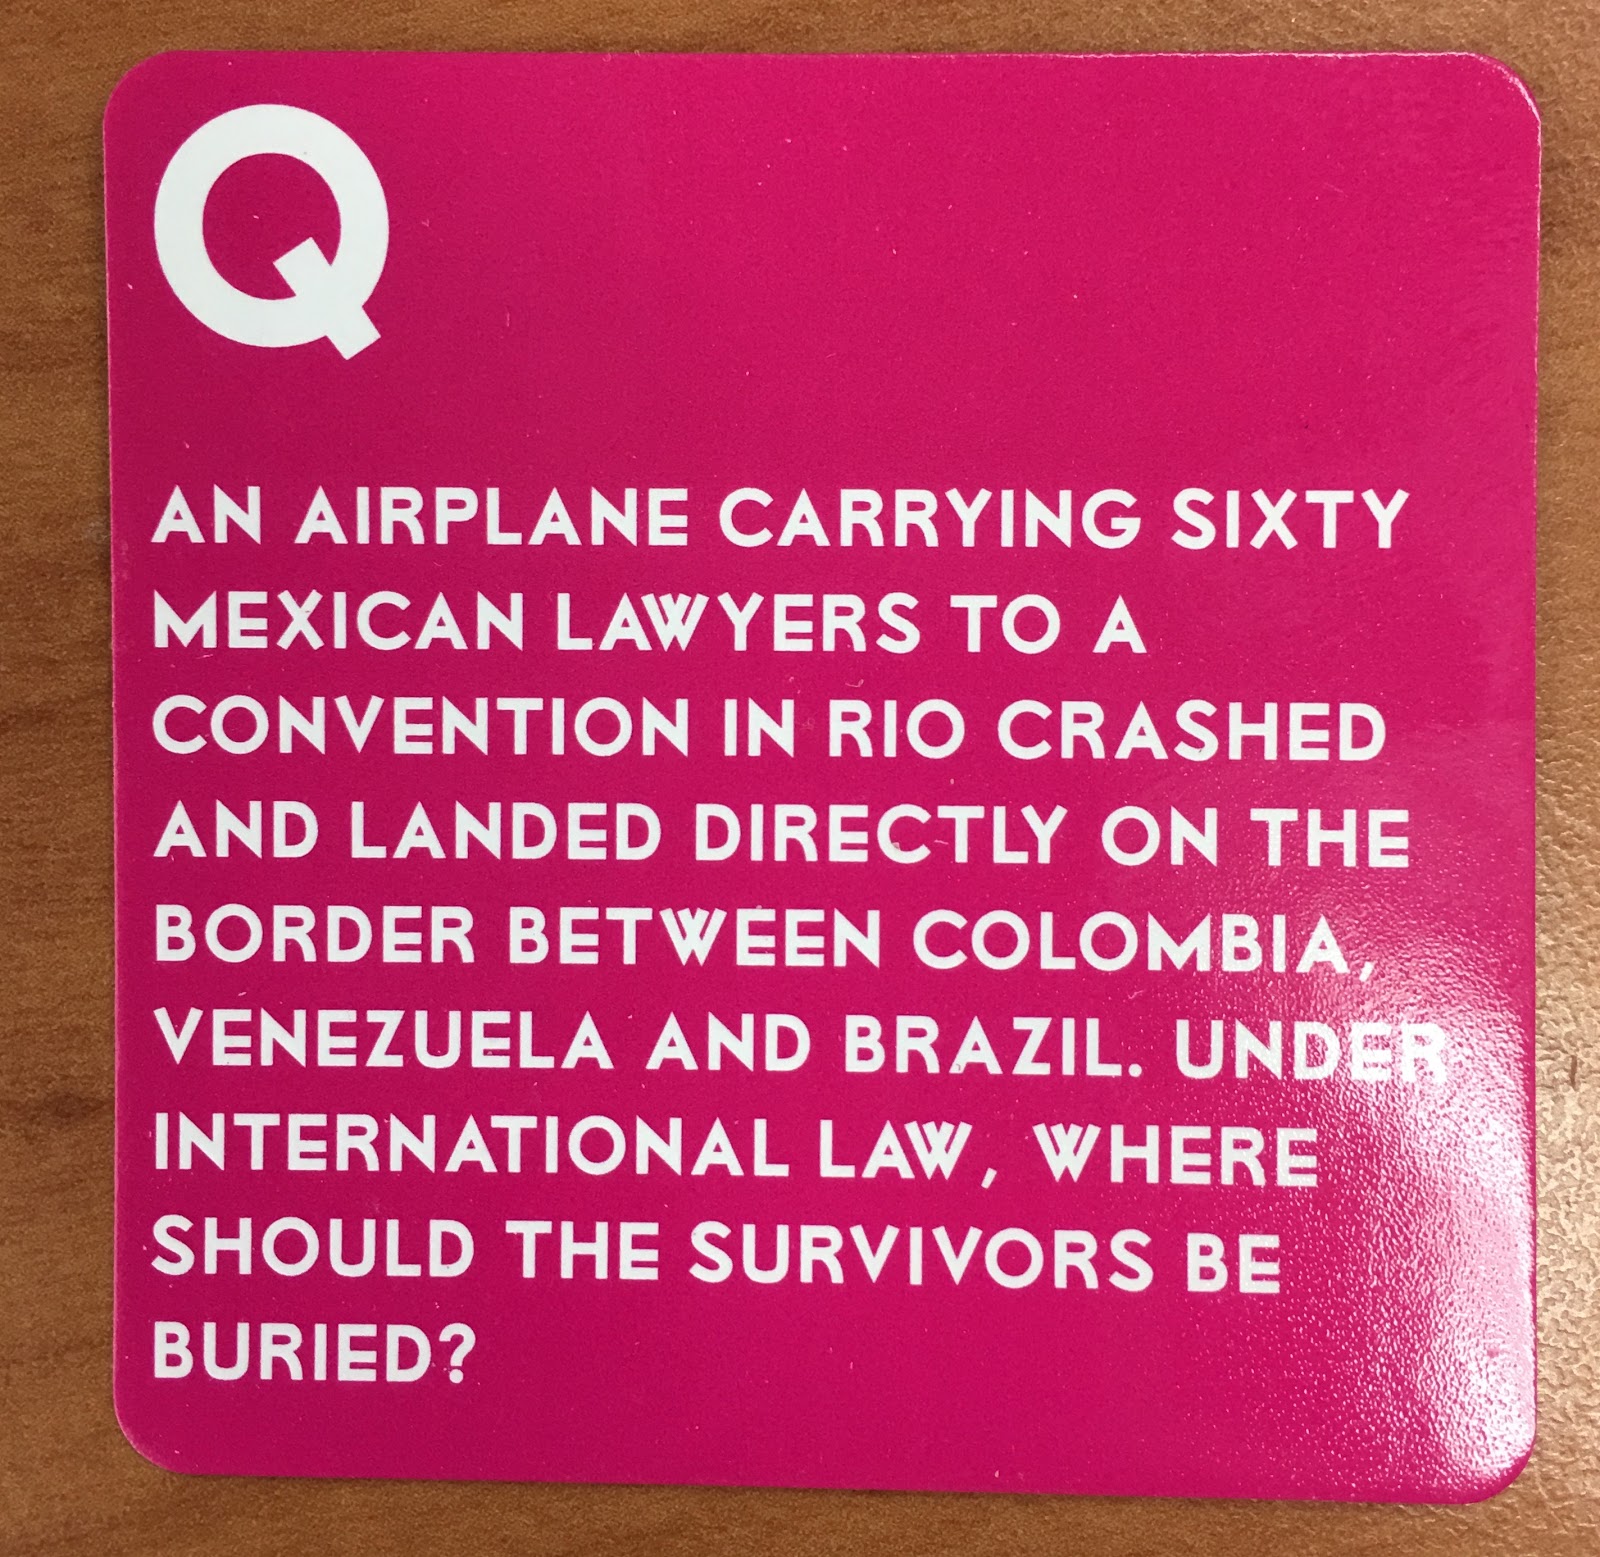 Q
AN AIRPLANE CARRYING SIXTY
MEXICAN LAWYERS TO A
CONVENTION IN RIO CRASHED
AND LANDED DIRECTLY ON THE
BORDER BETWEEN COLOMBIA,
VENEZUELA AND BRAZIL. UNDER
INTERNATIONAL LAW, WHERE
SHOULD THE SURVIVORS BE
BURIED?